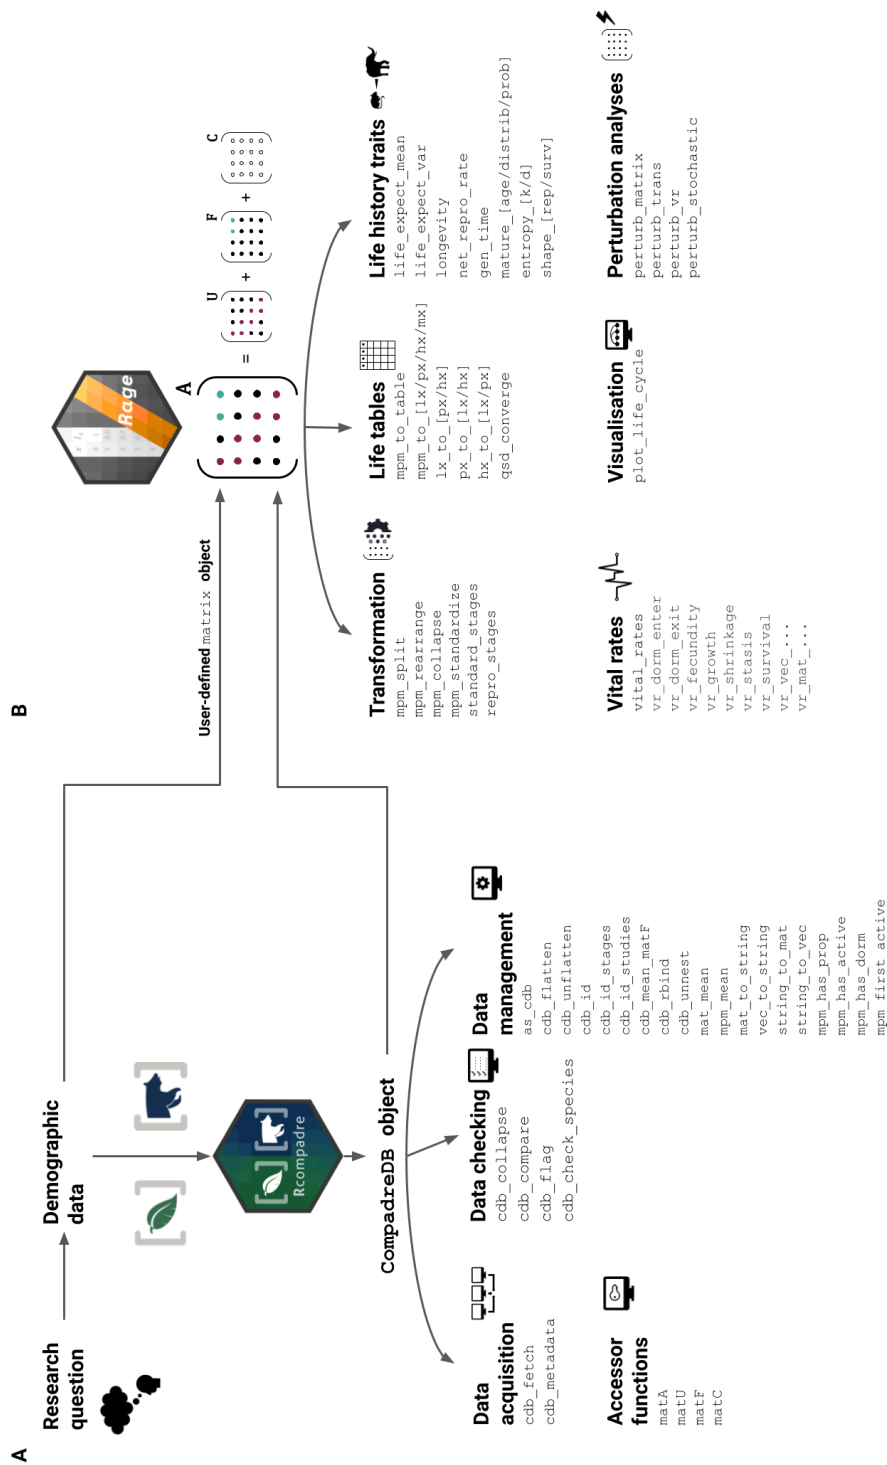 A
Research
question
Demographic
data
Rcompadre
CompadreDB object
Data
acquisition
cdb_fetch
cdb_metadata
Data checking
cdb_collapse
cdb_compare
cdb_flag
cdb_check_species
Data
management
as_cdb
cdb_flatten
cdb_unflatten
cdb_id
cdb_id_stages
cdb_id_studies
cdb_mean_matF
cdb_rbind
cdb_unnest
mat_mean
mpm_mean
mat_to_string
vec_to_string
string_to_mat
string_to_vec
mpm_has_prop
mpm_has_active
mpm_has_dorm
mpm_first_active
Accessor
functions
matA
matU
matF
matC
B
User-defined matrix object
Rage
A
=
U
+
F
+
C
Transformation
mpm_split
mpm_rearrange
mpm_collapse
mpm_standardize
standard_stages
repro_stages
Life tables
mpm_to_table
mpm_to_[lx/px/hx/mx]
lx_to_[px/hx]
px_to_[lx/hx]
hx_to_[lx/px]
qsd_converge
Life history traits
life_expect_mean
life_expect_var
longevity
net_repro_rate
gen_time
mature_[age/distrib/prob]
entropy_[k/d]
shape_[rep/surv]
Vital rates
vital_rates
vr_dorm_enter
vr_dorm_exit
vr_fecundity
vr_growth
vr_shrinkage
vr_stasis
vr_survival
vr_vec_...
vr_mat_...
Visualisation
plot_life_cycle
Perturbation analyses
perturb_matrix
perturb_trans
perturb_vr
perturb_stochastic